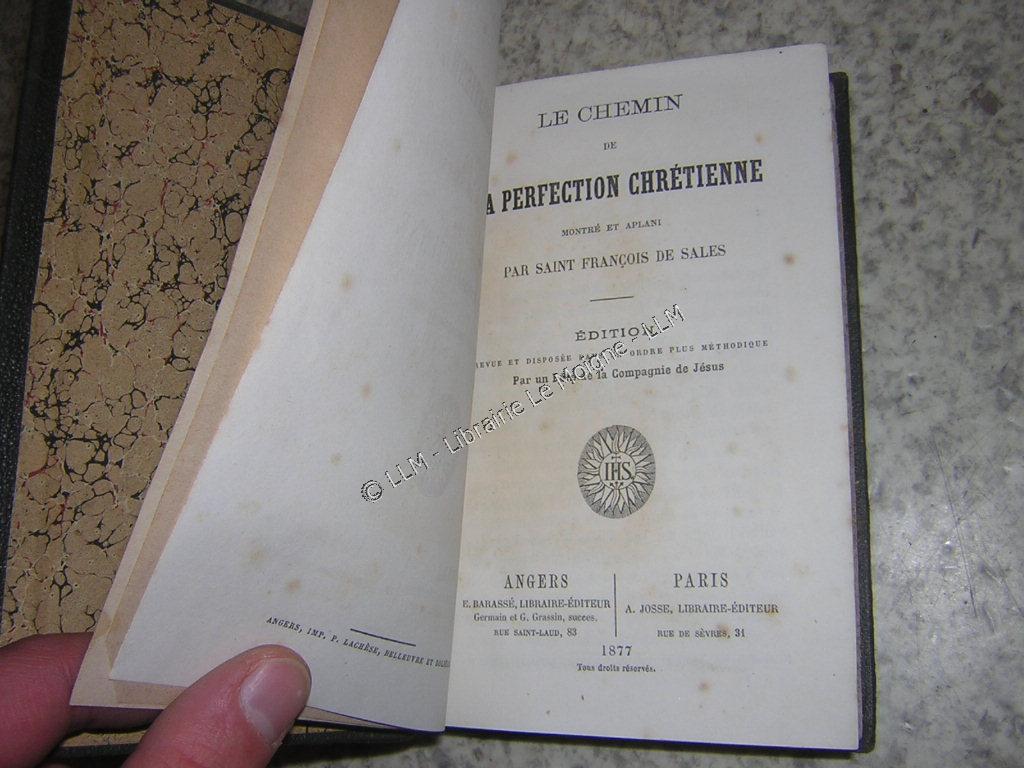 LE CHEMIN
DE
A PERFECTION CHRÉTIENNE
MONTRÉ ET APLANI
PAR SAINT FRANÇOIS DE SALES
ÉDITION
REVUE ET DISPOSÉE ORDRE PLUS MÉTHODIQUE
Par un de la Compagnie de Jésus
© LLM - Librairie Le Moigne - LLM
IHS
ANGERS
E. BARASSÉ, LIBRAIRE-ÉDITEUR
Germain et G. Grassin, succes.
RUE SAINT-LAUD, 83
PARIS
A. JOSSE, LIBRAIRE-ÉDITEUR
RUE DE SÈVRES, 31
1877
Tous droits réservés.
ANGERS, IMP. P. LACHÈSE, BELLEUVRE ET